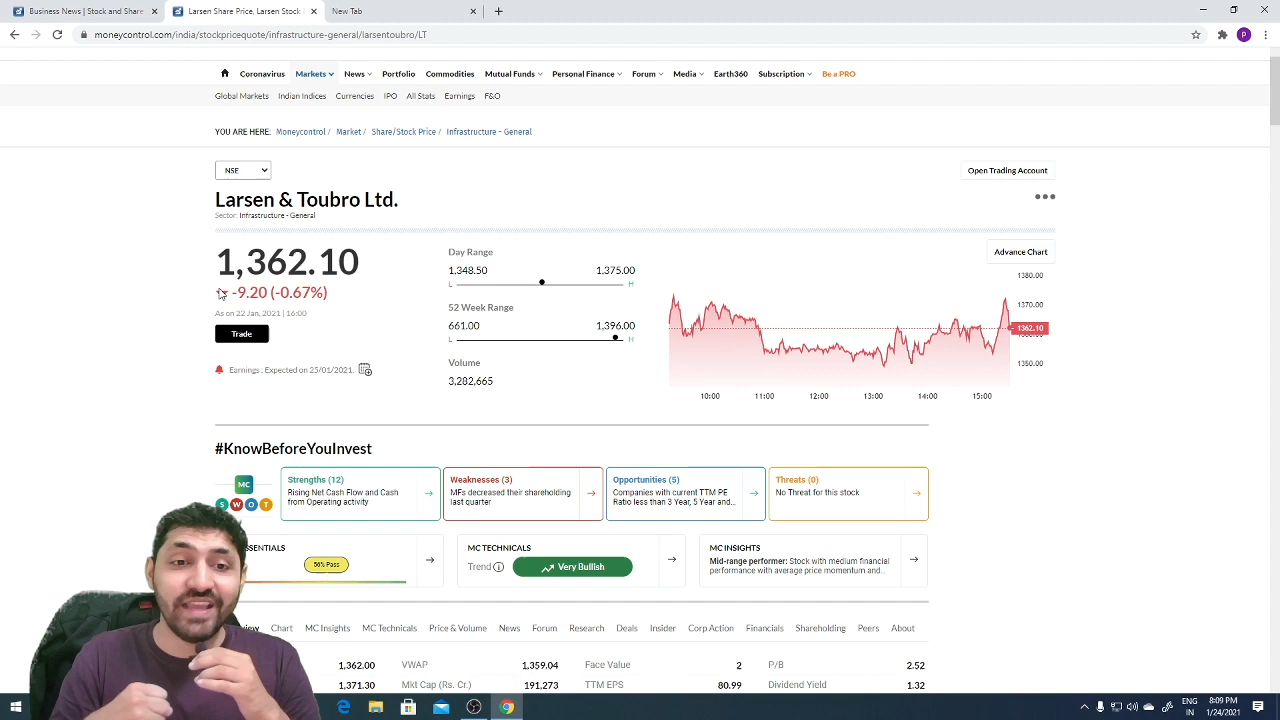 Business News | Stock and Share
Larsen Share Price, Larsen Stock
New Tab
moneycontrol.com/india/stockpricequote/infrastructure-general/larsentoubro/LT
P
Coronavirus Markets News Portfolio Commodities Mutual Funds Personal Finance Forum Media Earth360 Subscription Be a PRO
Global Markets Indian Indices Currencies IPO All Stats Earnings F&O
YOU ARE HERE: Moneycontrol / Market / Share/Stock Price / Infrastructure - General
NSE
Open Trading Account
Larsen & Toubro Ltd.
Sector: Infrastructure - General
1,362.10
-9.20 (-0.67%)
As on 22 Jan, 2021 | 16:00
Trade
Earnings : Expected on 25/01/2021.
Day Range
1,348.50 1,375.00
L H
52 Week Range
661.00 1,396.00
L H
Volume
3,282,665
Advance Chart
1380.00
1370.00
1362.10
1350.00
10:00 11:00 12:00 13:00 14:00 15:00
#KnowBeforeYouInvest
MC
S W O T
Strengths (12)
Rising Net Cash Flow and Cash
from Operating activity
Weaknesses (3)
MFs decreased their shareholding
last quarter
Opportunities (5)
Companies with current TTM PE
Ratio less than 3 Year, 5 Year and...
Threats (0)
No Threat for this stock
56% Pass
MC TECHNICALS
Trend Very Bullish
MC INSIGHTS
Mid-range performer: Stock with medium financial
performance with average price momentum and...
Chart MC Insights MC Technicals Price & Volume News Forum Research Deals Insider Corp Action Financials Shareholding Peers About
1,362.00 VWAP 1,359.04 Face Value 2 P/B 2.52
1,371.30 Mkt Cap (Rs. Cr.) 191,273 TTM EPS 80.99 Dividend Yield 1.32
ENG
IN
8:09 PM
1/24/2021